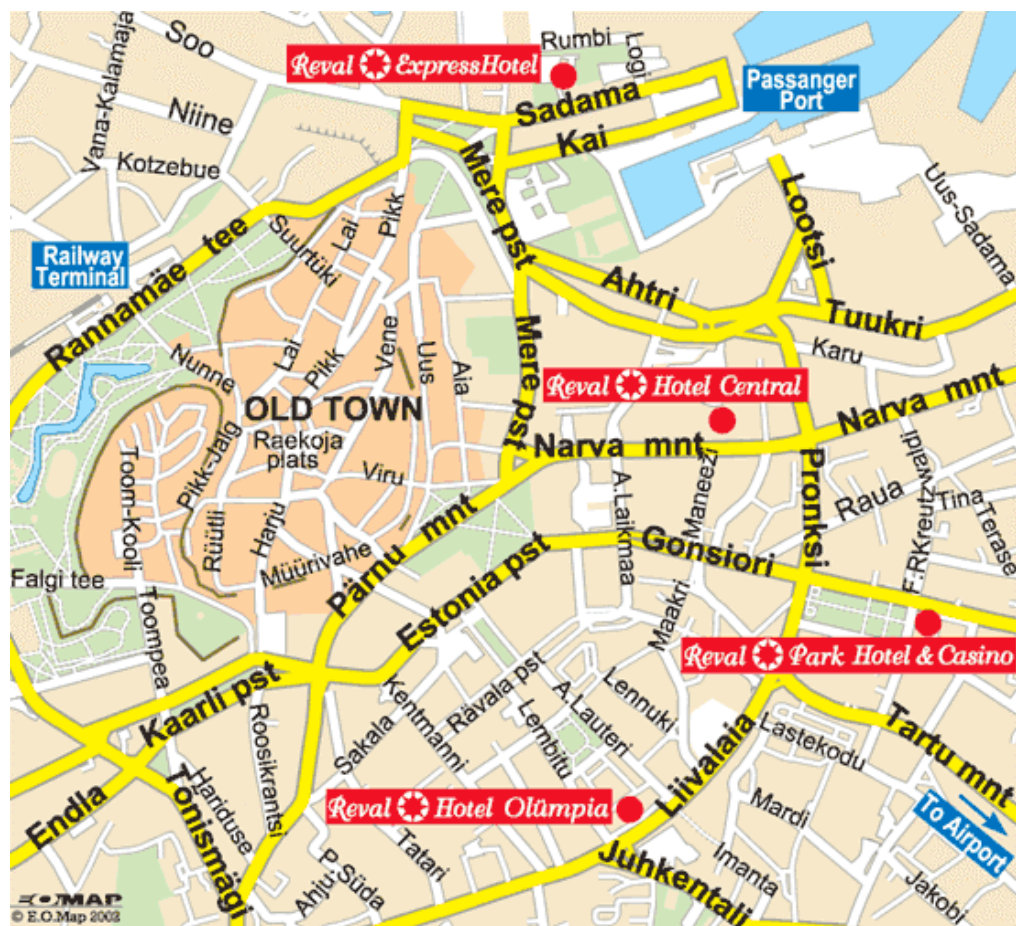 Soo
Rumbi
Logi
Reval ExpressHotel
Vana-Kalamaja
Niine
Sadama
Passanger
Port
Kai
Kotzebue
Mere pst
Lootsi
Uus-Sadama
Suurtüki
Lai
Pikk
Railway
Terminal
Rannamäe tee
Ahtri
Tuukri
Karu
Nunne
Lai
Pikk
Vene
Uus
Aia
Mere pst
Reval Hotel Central
Narva mnt
OLD TOWN
Raekoja
plats
Narva mnt
Toom-Kooli
Pikk-Jalg
Rüütli
Harju
Viru
A.Laikmaa
Maneezi
Pronksi
Raua
F.R.Kreutzwaldi
Tina
Terase
Müürivahe
Pärnu mnt
Estonia pst
Gonsiori
Falgi tee
Toompea
Maakri
Reval Park Hotel & Casino
Kaarli pst
Roosikrantsi
Sakala
Kentmanni
Rävala pst
Lembitu
A.Lauteri
Lennuki
Liivalaia
Lastekodu
Tartu mnt
Endla
Tõnismägi
Hariduse
Reval Hotel Olümpia
Mardi
To Airport
Tatari
P-Süda
Ahju-
Juhkentali
Imanta
Jakobi
EOMAP
© E.O.Map 2002